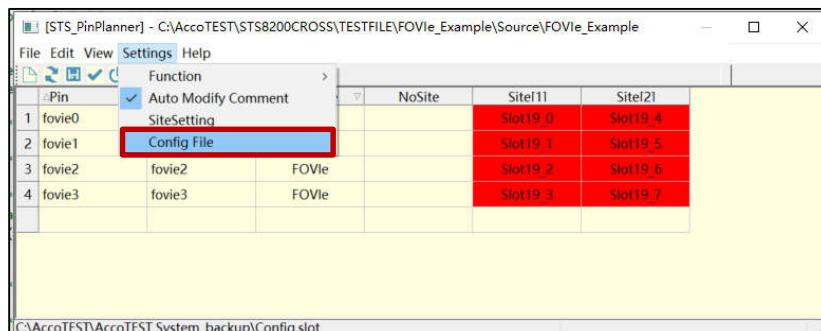 [STS_PinPlanner] - C:\AccoTEST\STS8200CROSS\TESTFILE\FOVIe_Example\Source\FOVIe_Example
File Edit View Settings Help
Function
Auto Modify Comment
SiteSetting
Config File
Pin NoSite Site[1] Site[2]
1 fovie0 Slot19_0 Slot19_4
2 fovie1 Slot19_1 Slot19_5
3 fovie2 fovie2 FOVIe Slot19_2 Slot19_6
4 fovie3 fovie3 FOVIe Slot19_3 Slot19_7
C:\AccoTEST\AccoTEST System_backup\Config.slot